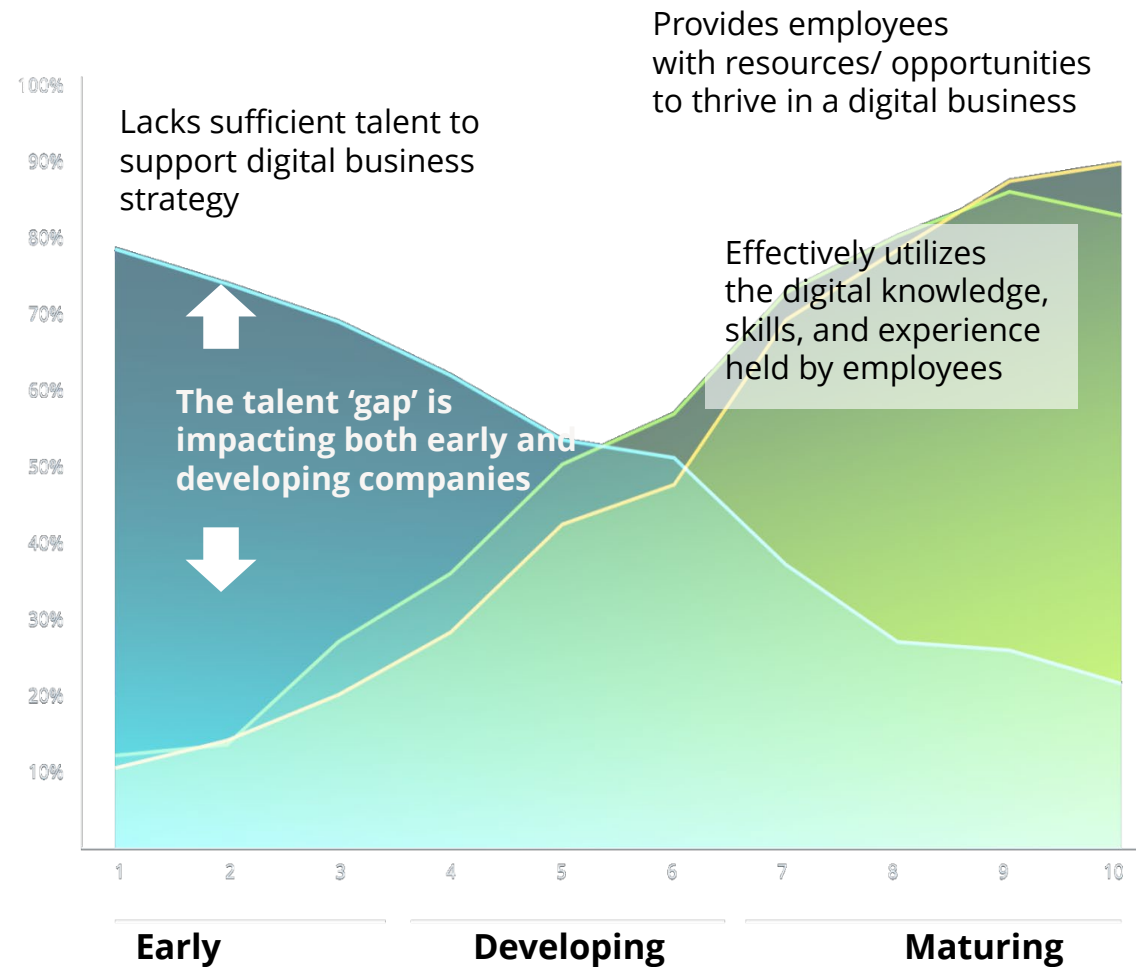 Provides employees
with resources/ opportunities
to thrive in a digital business
100%
Lacks sufficient talent to
support digital business
strategy
90%
80%
Effectively utilizes
the digital knowledge,
skills, and experience
held by employees
70%
60%
The talent ‘gap’ is
impacting both early and
developing companies
50%
40%
30%
20%
10%
1 2 3 4 5 6 7 8 9 10
Early Developing Maturing